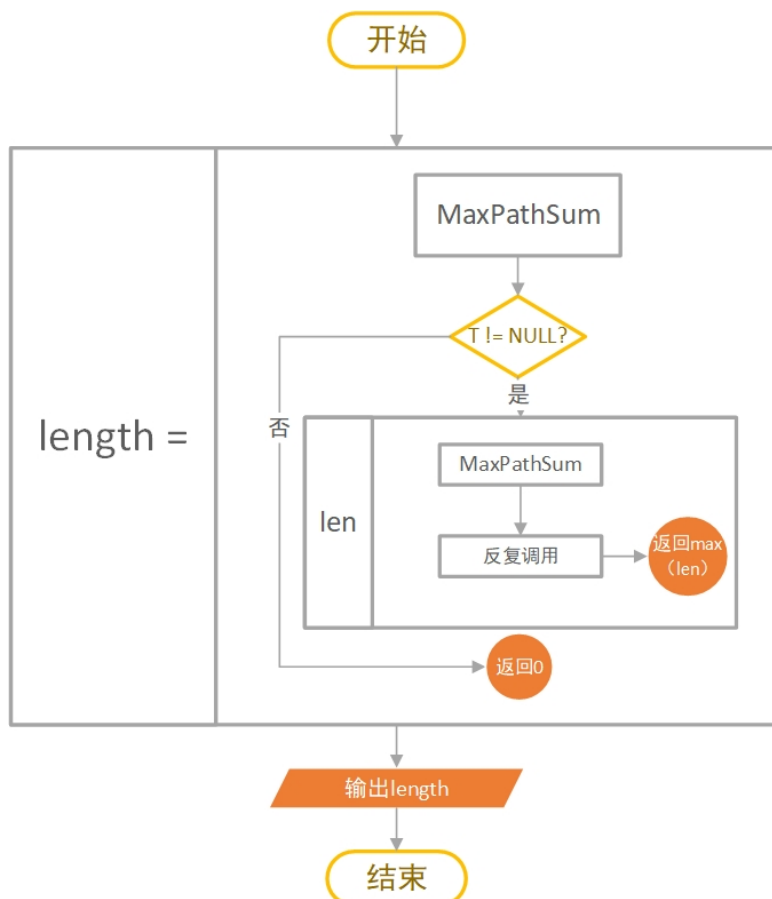 开始
MaxPathSum
T != NULL?
是
否
length =
MaxPathSum
len
反复调用
返回max
（len）
返回0
输出length
结束